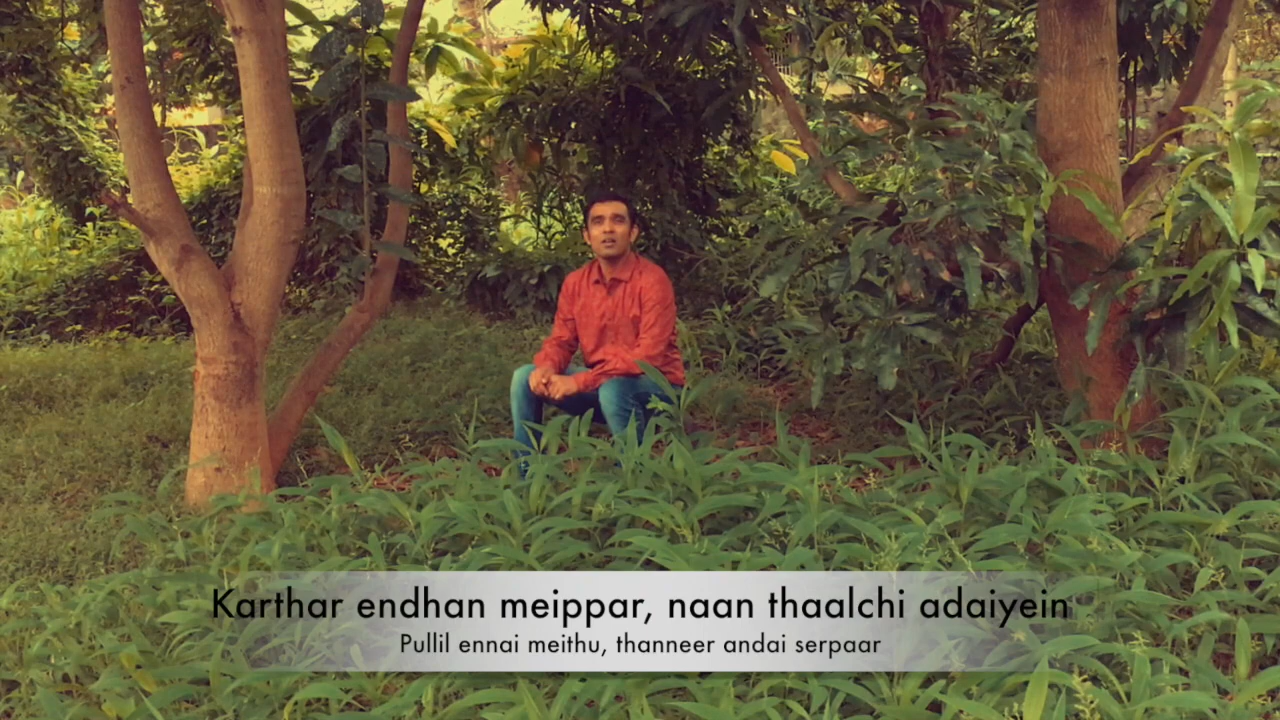 Karthar endhan meippar, naan thaalchi adaiyein
Pullil ennai meithu, thanneer andai serpaar